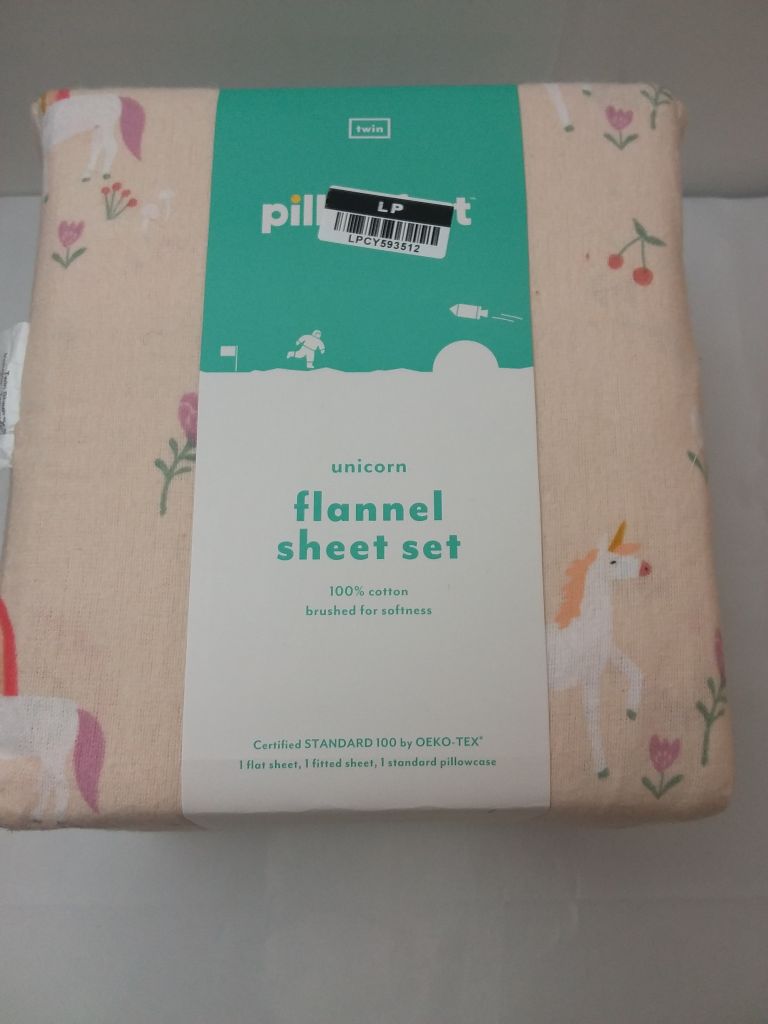 twin
LP
LPCY593512
unicorn
flannel
sheet set
100% cotton
brushed for softness
Certified STANDARD 100 by OEKO-TEX®
1 flat sheet, 1 fitted sheet, 1 standard pillowcase